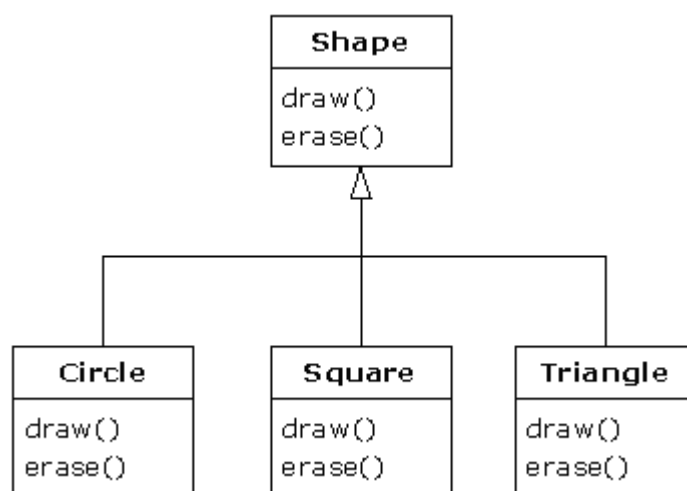 Shape
draw()
erase()
Circle
draw()
erase()
Square
draw()
erase()
Triangle
draw()
erase()